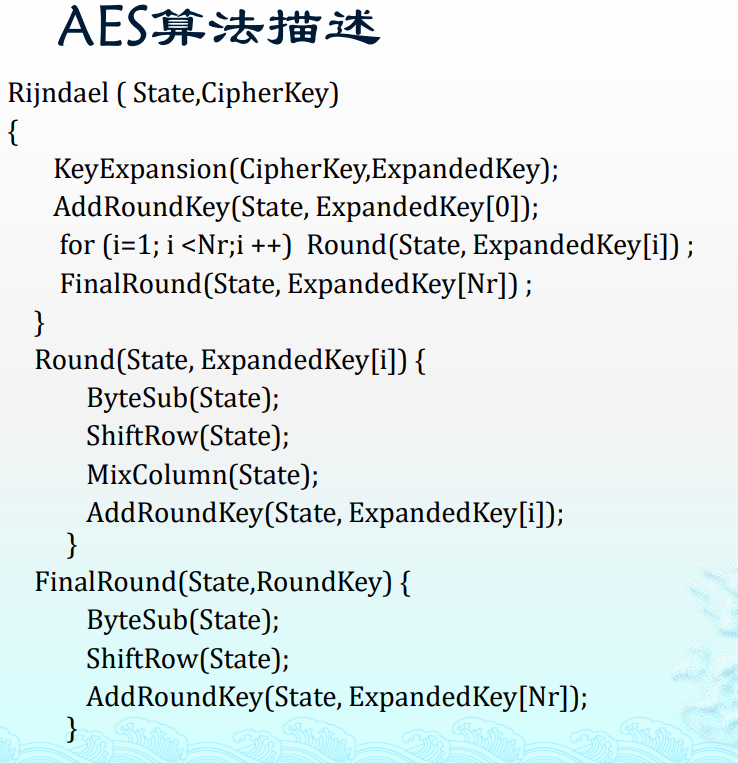 AES算法描述
Rijndael ( State,CipherKey)
{
KeyExpansion(CipherKey,ExpandedKey);
AddRoundKey(State, ExpandedKey[0]);
for (i=1; i <Nr;i ++)  Round(State, ExpandedKey[i]) ;
FinalRound(State, ExpandedKey[Nr]) ;
}
Round(State, ExpandedKey[i]) {
ByteSub(State);
ShiftRow(State);
MixColumn(State);
AddRoundKey(State, ExpandedKey[i]);
}
FinalRound(State,RoundKey) {
ByteSub(State);
ShiftRow(State);
AddRoundKey(State, ExpandedKey[Nr]);
}